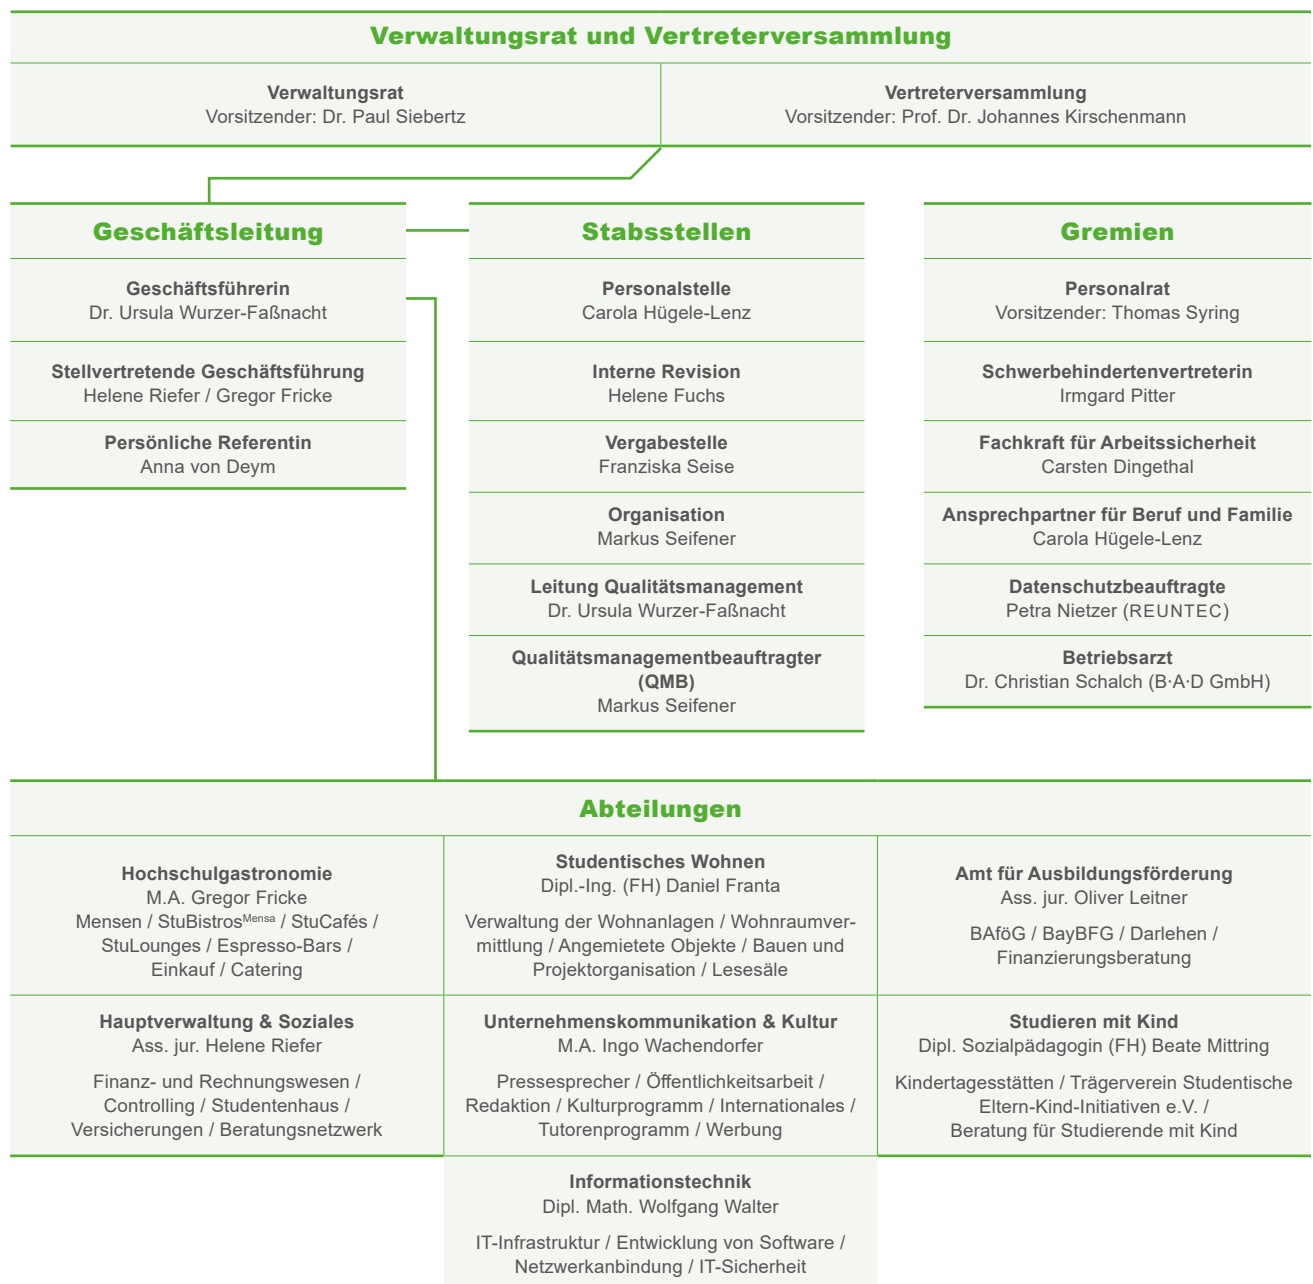 Verwaltungsrat und Vertreterversammlung
Verwaltungsrat
Vorsitzender: Dr. Paul Siebertz
Vertreterversammlung
Vorsitzender: Prof. Dr. Johannes Kirschenmann
Geschäftsleitung
Geschäftsführerin
Dr. Ursula Wurzer-Faßnacht
Stellvertretende Geschäftsführung
Helene Riefer / Gregor Fricke
Persönliche Referentin
Anna von Deym
Stabsstellen
Personalstelle
Carola Hügele-Lenz
Interne Revision
Helene Fuchs
Vergabestelle
Franziska Seise
Organisation
Markus Seifener
Leitung Qualitätsmanagement
Dr. Ursula Wurzer-Faßnacht
Qualitätsmanagementbeauftragter
(QMB)
Markus Seifener
Gremien
Personalrat
Vorsitzender: Thomas Syring
Schwerbehindertenvertreterin
Irmgard Pitter
Fachkraft für Arbeitssicherheit
Carsten Dingethal
Ansprechpartner für Beruf und Familie
Carola Hügele-Lenz
Datenschutzbeauftragte
Petra Nietzer (REUNTEC)
Betriebsarzt
Dr. Christian Schalch (B·A·D GmbH)
Abteilungen
Hochschulgastronomie
M.A. Gregor Fricke
Mensen / StuBistrosMensa / StuCafés /
StuLounges / Espresso-Bars /
Einkauf / Catering
Studentisches Wohnen
Dipl.-Ing. (FH) Daniel Franta
Verwaltung der Wohnanlagen / Wohnraumver-
mittlung / Angemietete Objekte / Bauen und
Projektorganisation / Lesesäle
Amt für Ausbildungsförderung
Ass. jur. Oliver Leitner
BAföG / BayBFG / Darlehen /
Finanzierungsberatung
Hauptverwaltung & Soziales
Ass. jur. Helene Riefer
Finanz- und Rechnungswesen /
Controlling / Studentenhaus /
Versicherungen / Beratungsnetzwerk
Unternehmenskommunikation & Kultur
M.A. Ingo Wachendorfer
Pressesprecher / Öffentlichkeitsarbeit /
Redaktion / Kulturprogramm / Internationales /
Tutorenprogramm / Werbung
Studieren mit Kind
Dipl. Sozialpädagogin (FH) Beate Mittring
Kindertagesstätten / Trägerverein Studentische
Eltern-Kind-Initiativen e.V. /
Beratung für Studierende mit Kind
Informationstechnik
Dipl. Math. Wolfgang Walter
IT-Infrastruktur / Entwicklung von Software /
Netzwerkanbindung / IT-Sicherheit